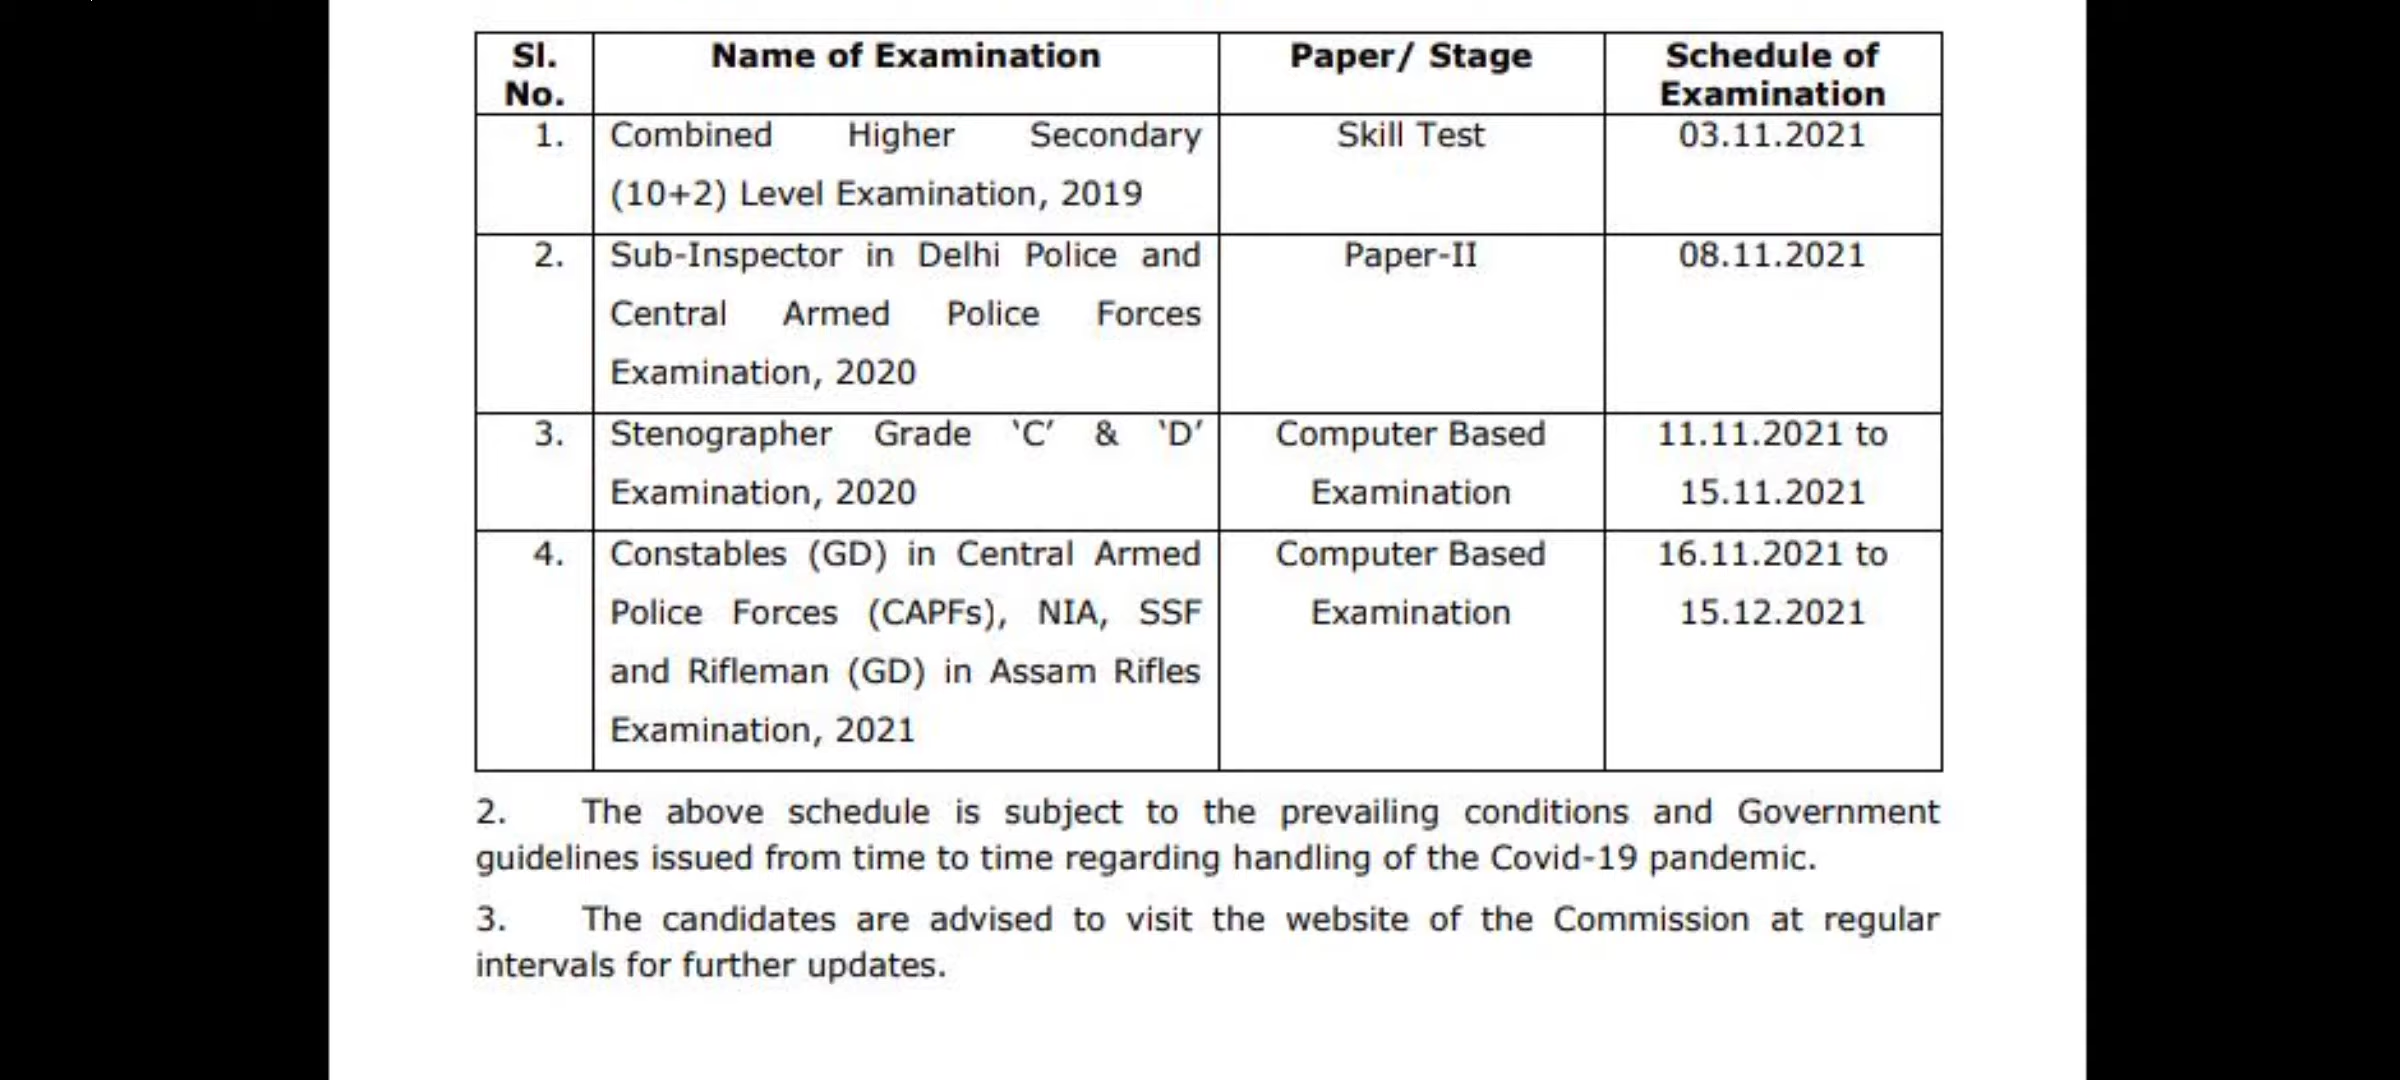 Sl. No. Name of Examination Paper/ Stage Schedule of Examination
1. Combined Higher Secondary Skill Test 03.11.2021
(10+2) Level Examination, 2019
2. Sub-Inspector in Delhi Police and Paper-II 08.11.2021
Central Armed Police Forces
Examination, 2020
3. Stenographer Grade ‘C’ & ‘D’ Computer Based 11.11.2021 to
Examination, 2020 Examination 15.11.2021
4. Constables (GD) in Central Armed Computer Based 16.11.2021 to
Police Forces (CAPFs), NIA, SSF Examination 15.12.2021
and Rifleman (GD) in Assam Rifles
Examination, 2021
2. The above schedule is subject to the prevailing conditions and Government
guidelines issued from time to time regarding handling of the Covid-19 pandemic.
3. The candidates are advised to visit the website of the Commission at regular
intervals for further updates.